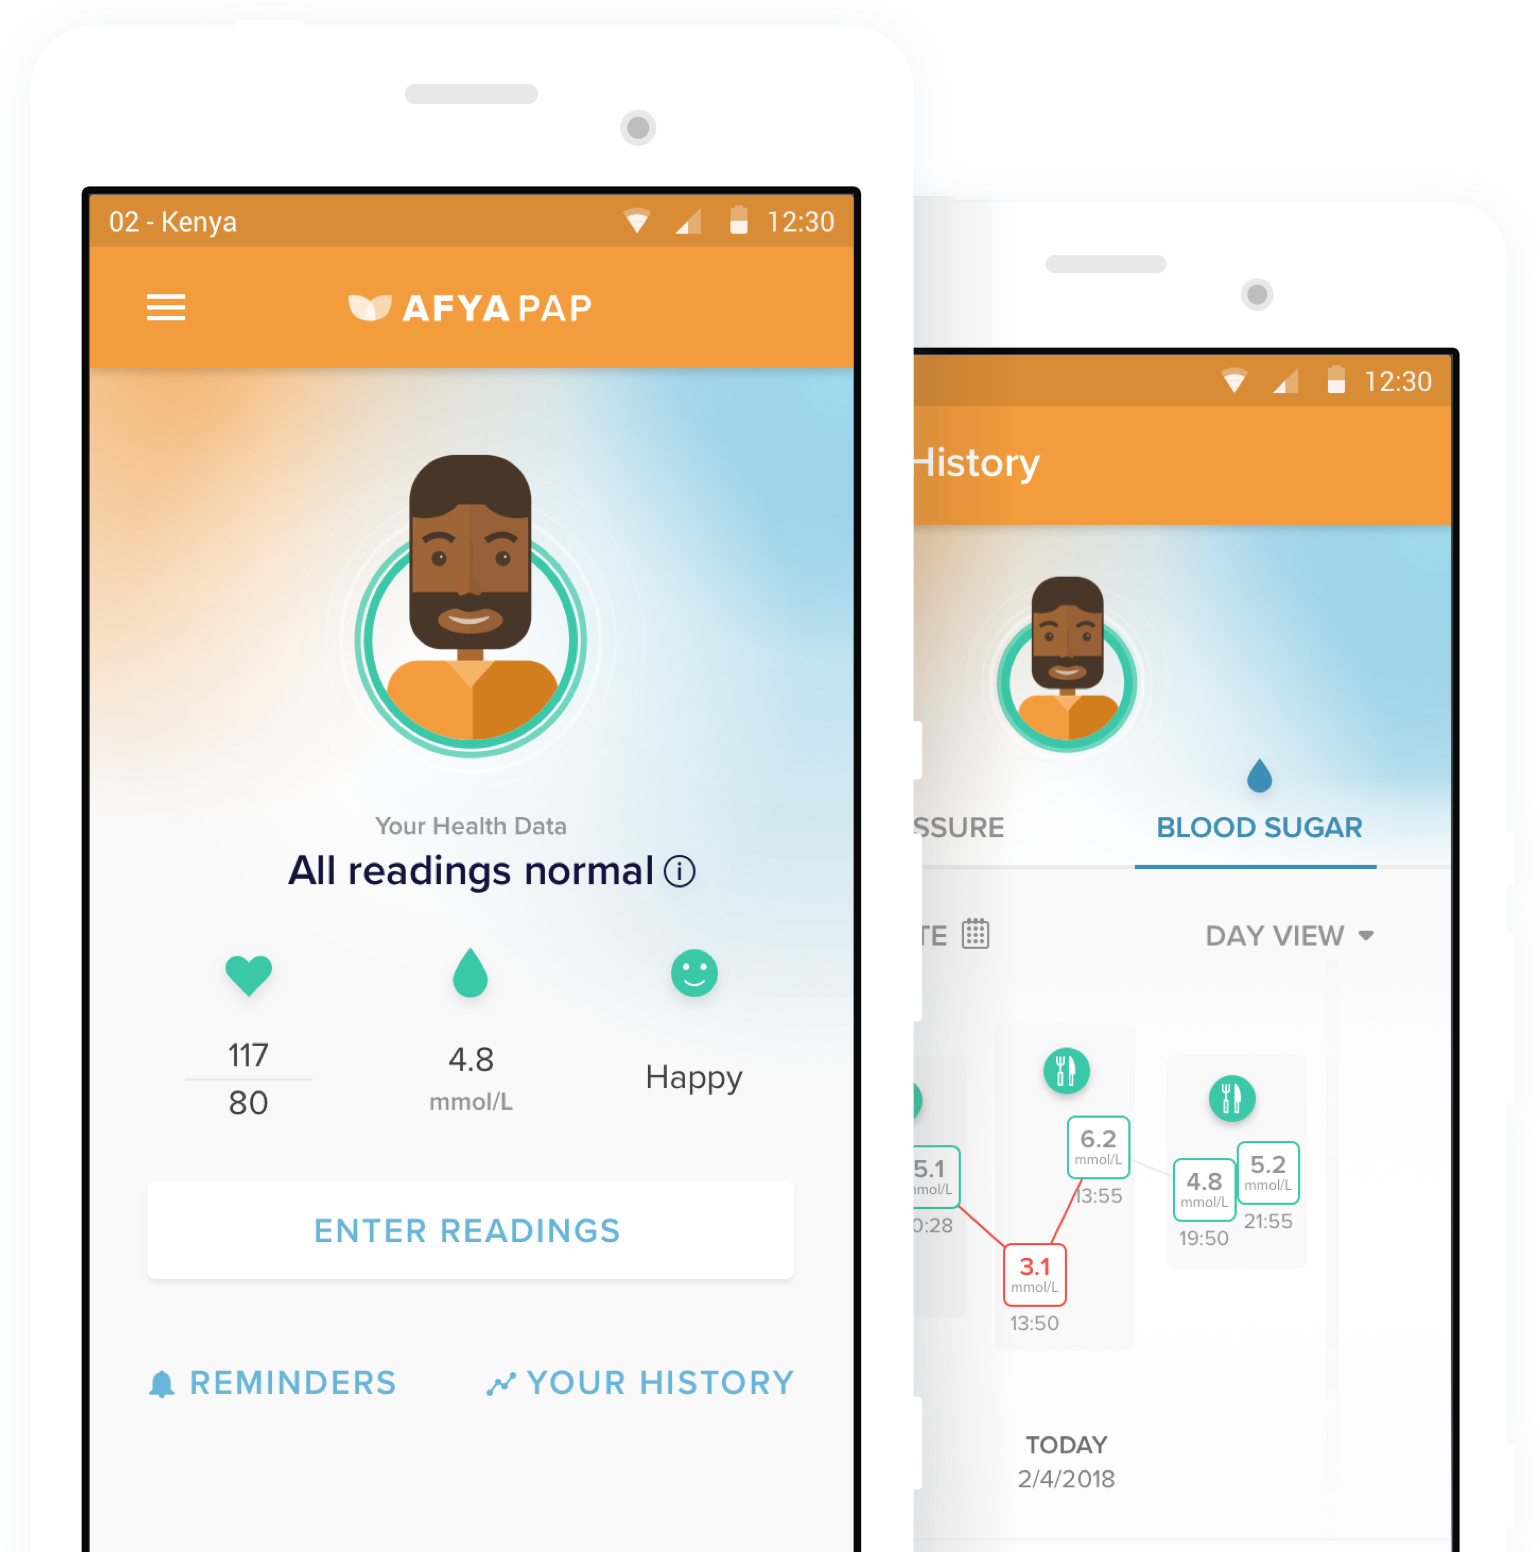 02 - Kenya 12:30
AFYA PAP
Your Health Data
All readings normal
117
80
4.8
mmol/L
Happy
ENTER READINGS
REMINDERS
YOUR HISTORY
12:30
History
BLOOD SUGAR
DAY VIEW
5.1
mmol/L
0:28
6.2
mmol/L
13:55
3.1
mmol/L
13:50
4.8
mmol/L
19:50
5.2
mmol/L
21:55
TODAY
2/4/2018